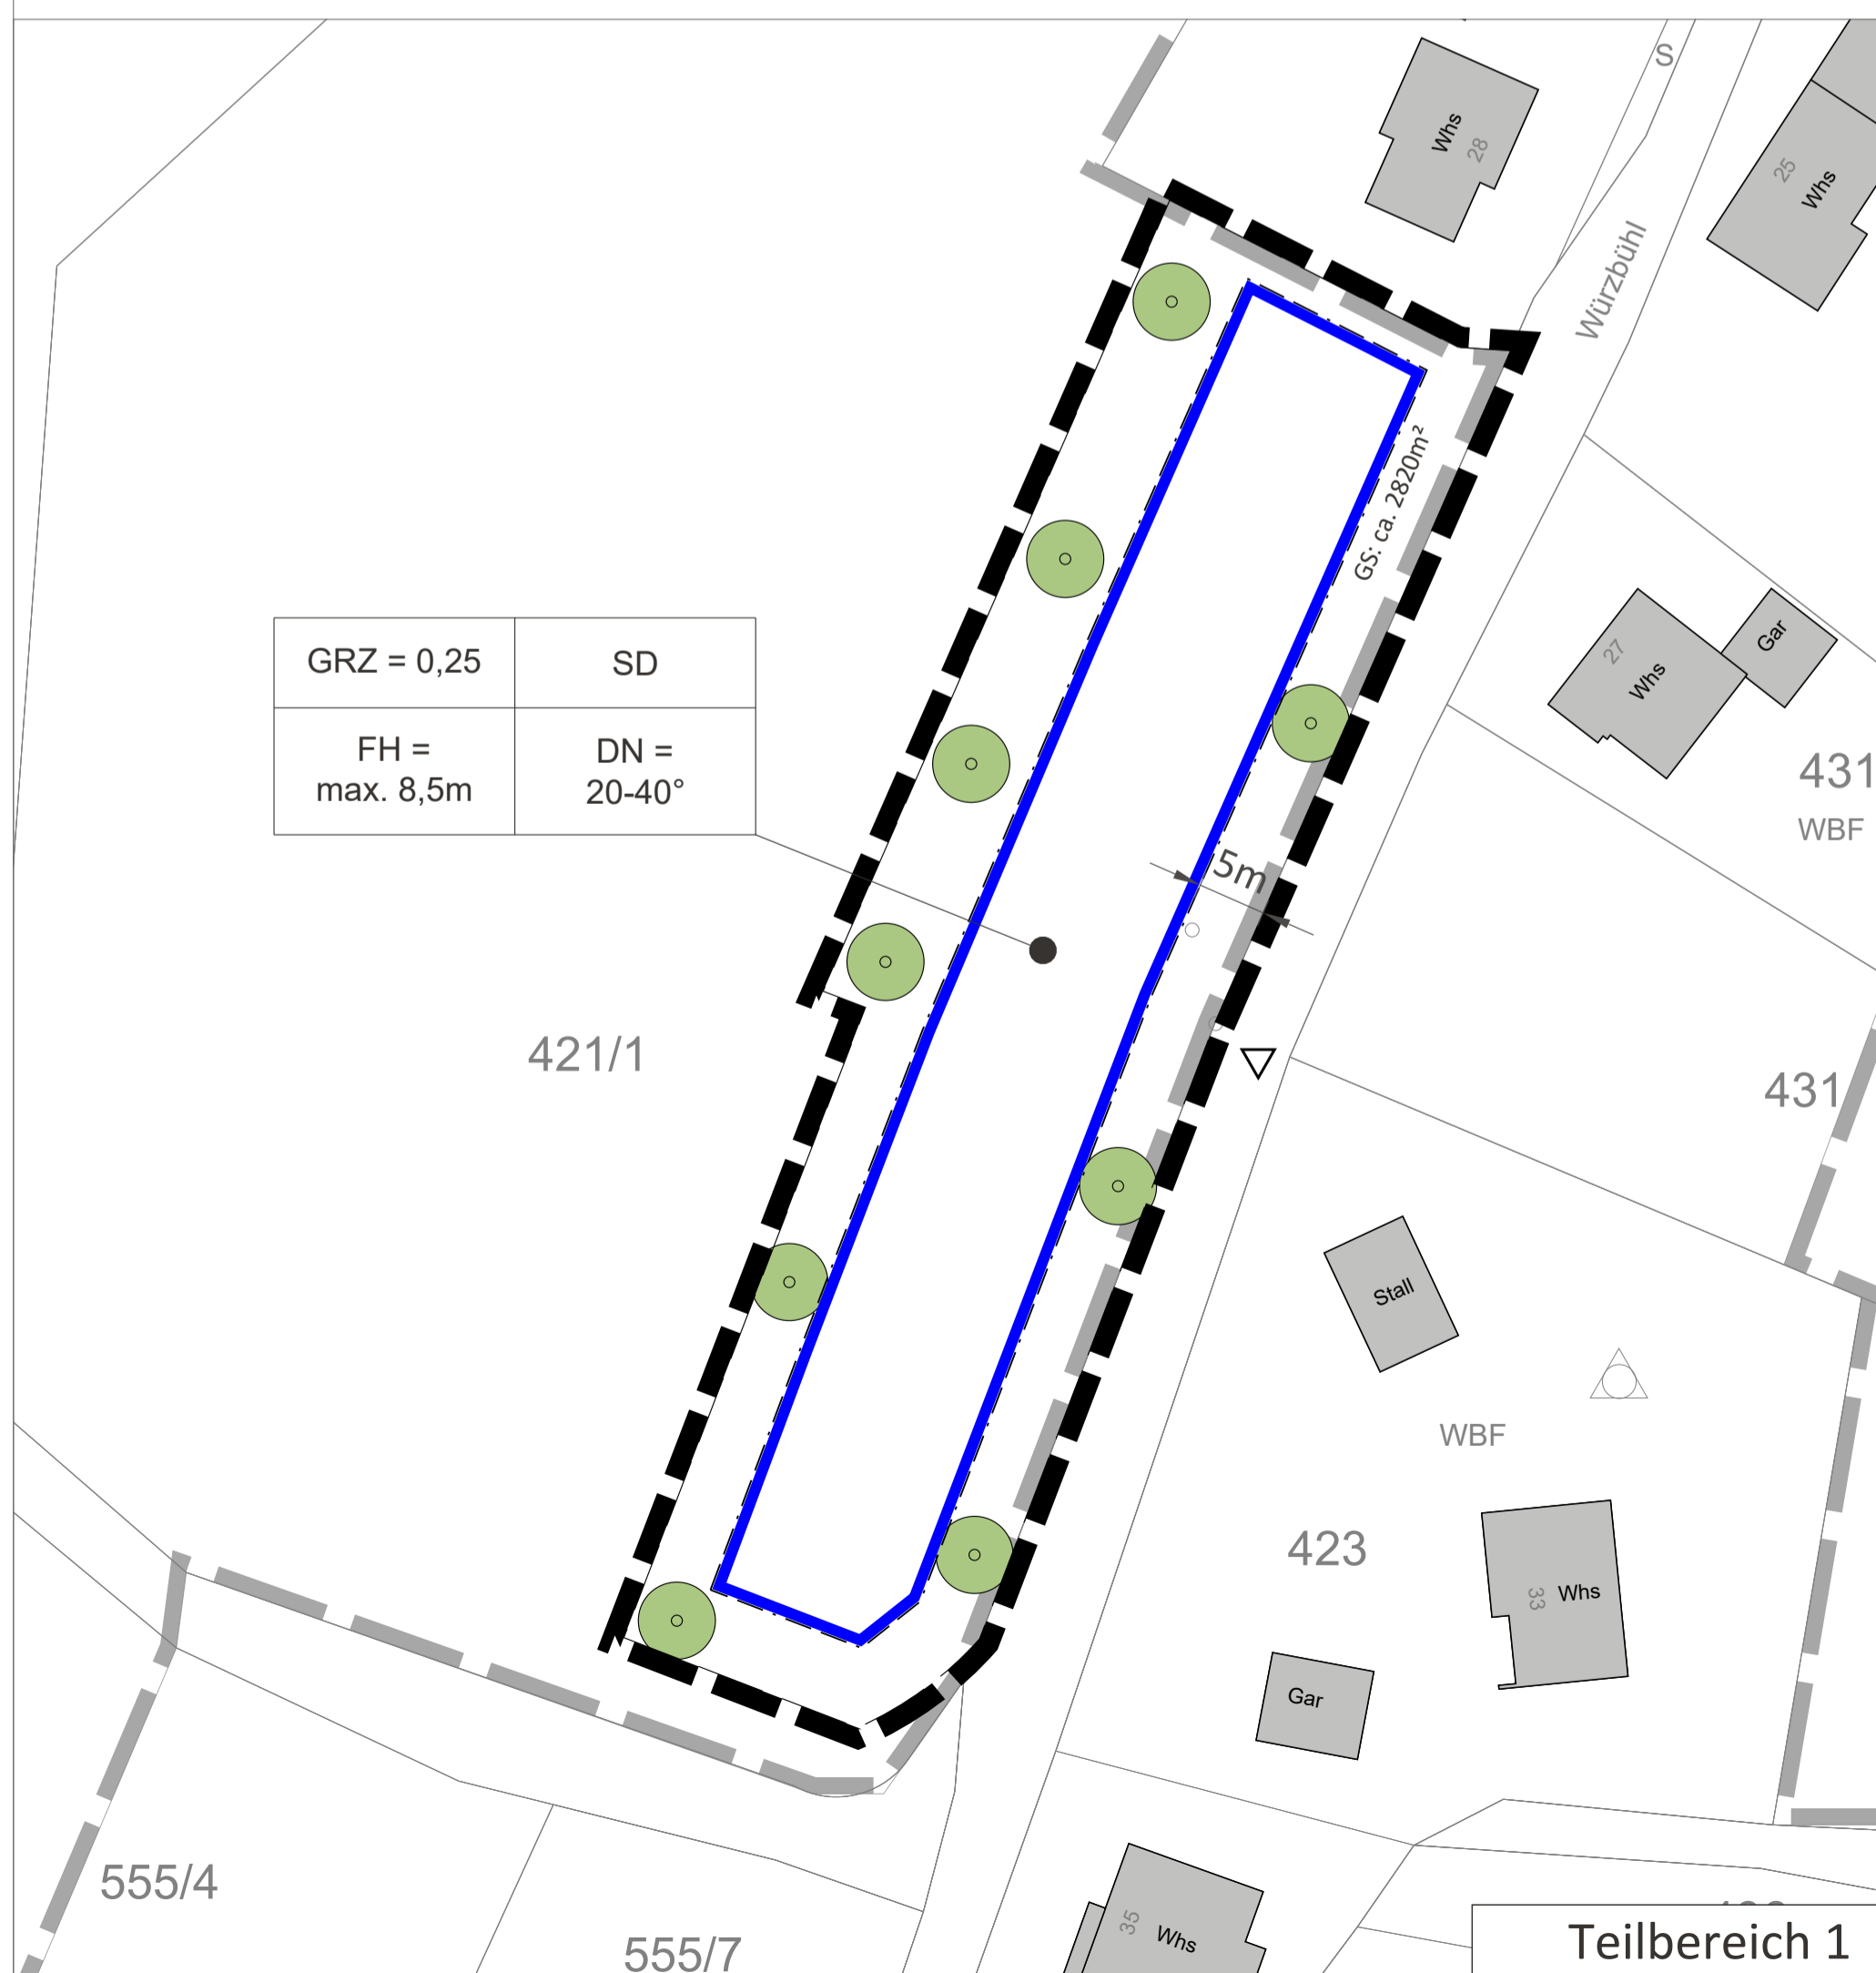 S
Whs
28
25
Whs
Würzbühl
GS: ca. 2820m²
27
Whs
Gar
GRZ = 0,25
SD
FH =
max. 8,5m
DN =
20-40°
431
WBF
5m
421/1
431
Stall
WBF
423
33
Whs
Gar
555/4
35
Whs
555/7
Teilbereich 1